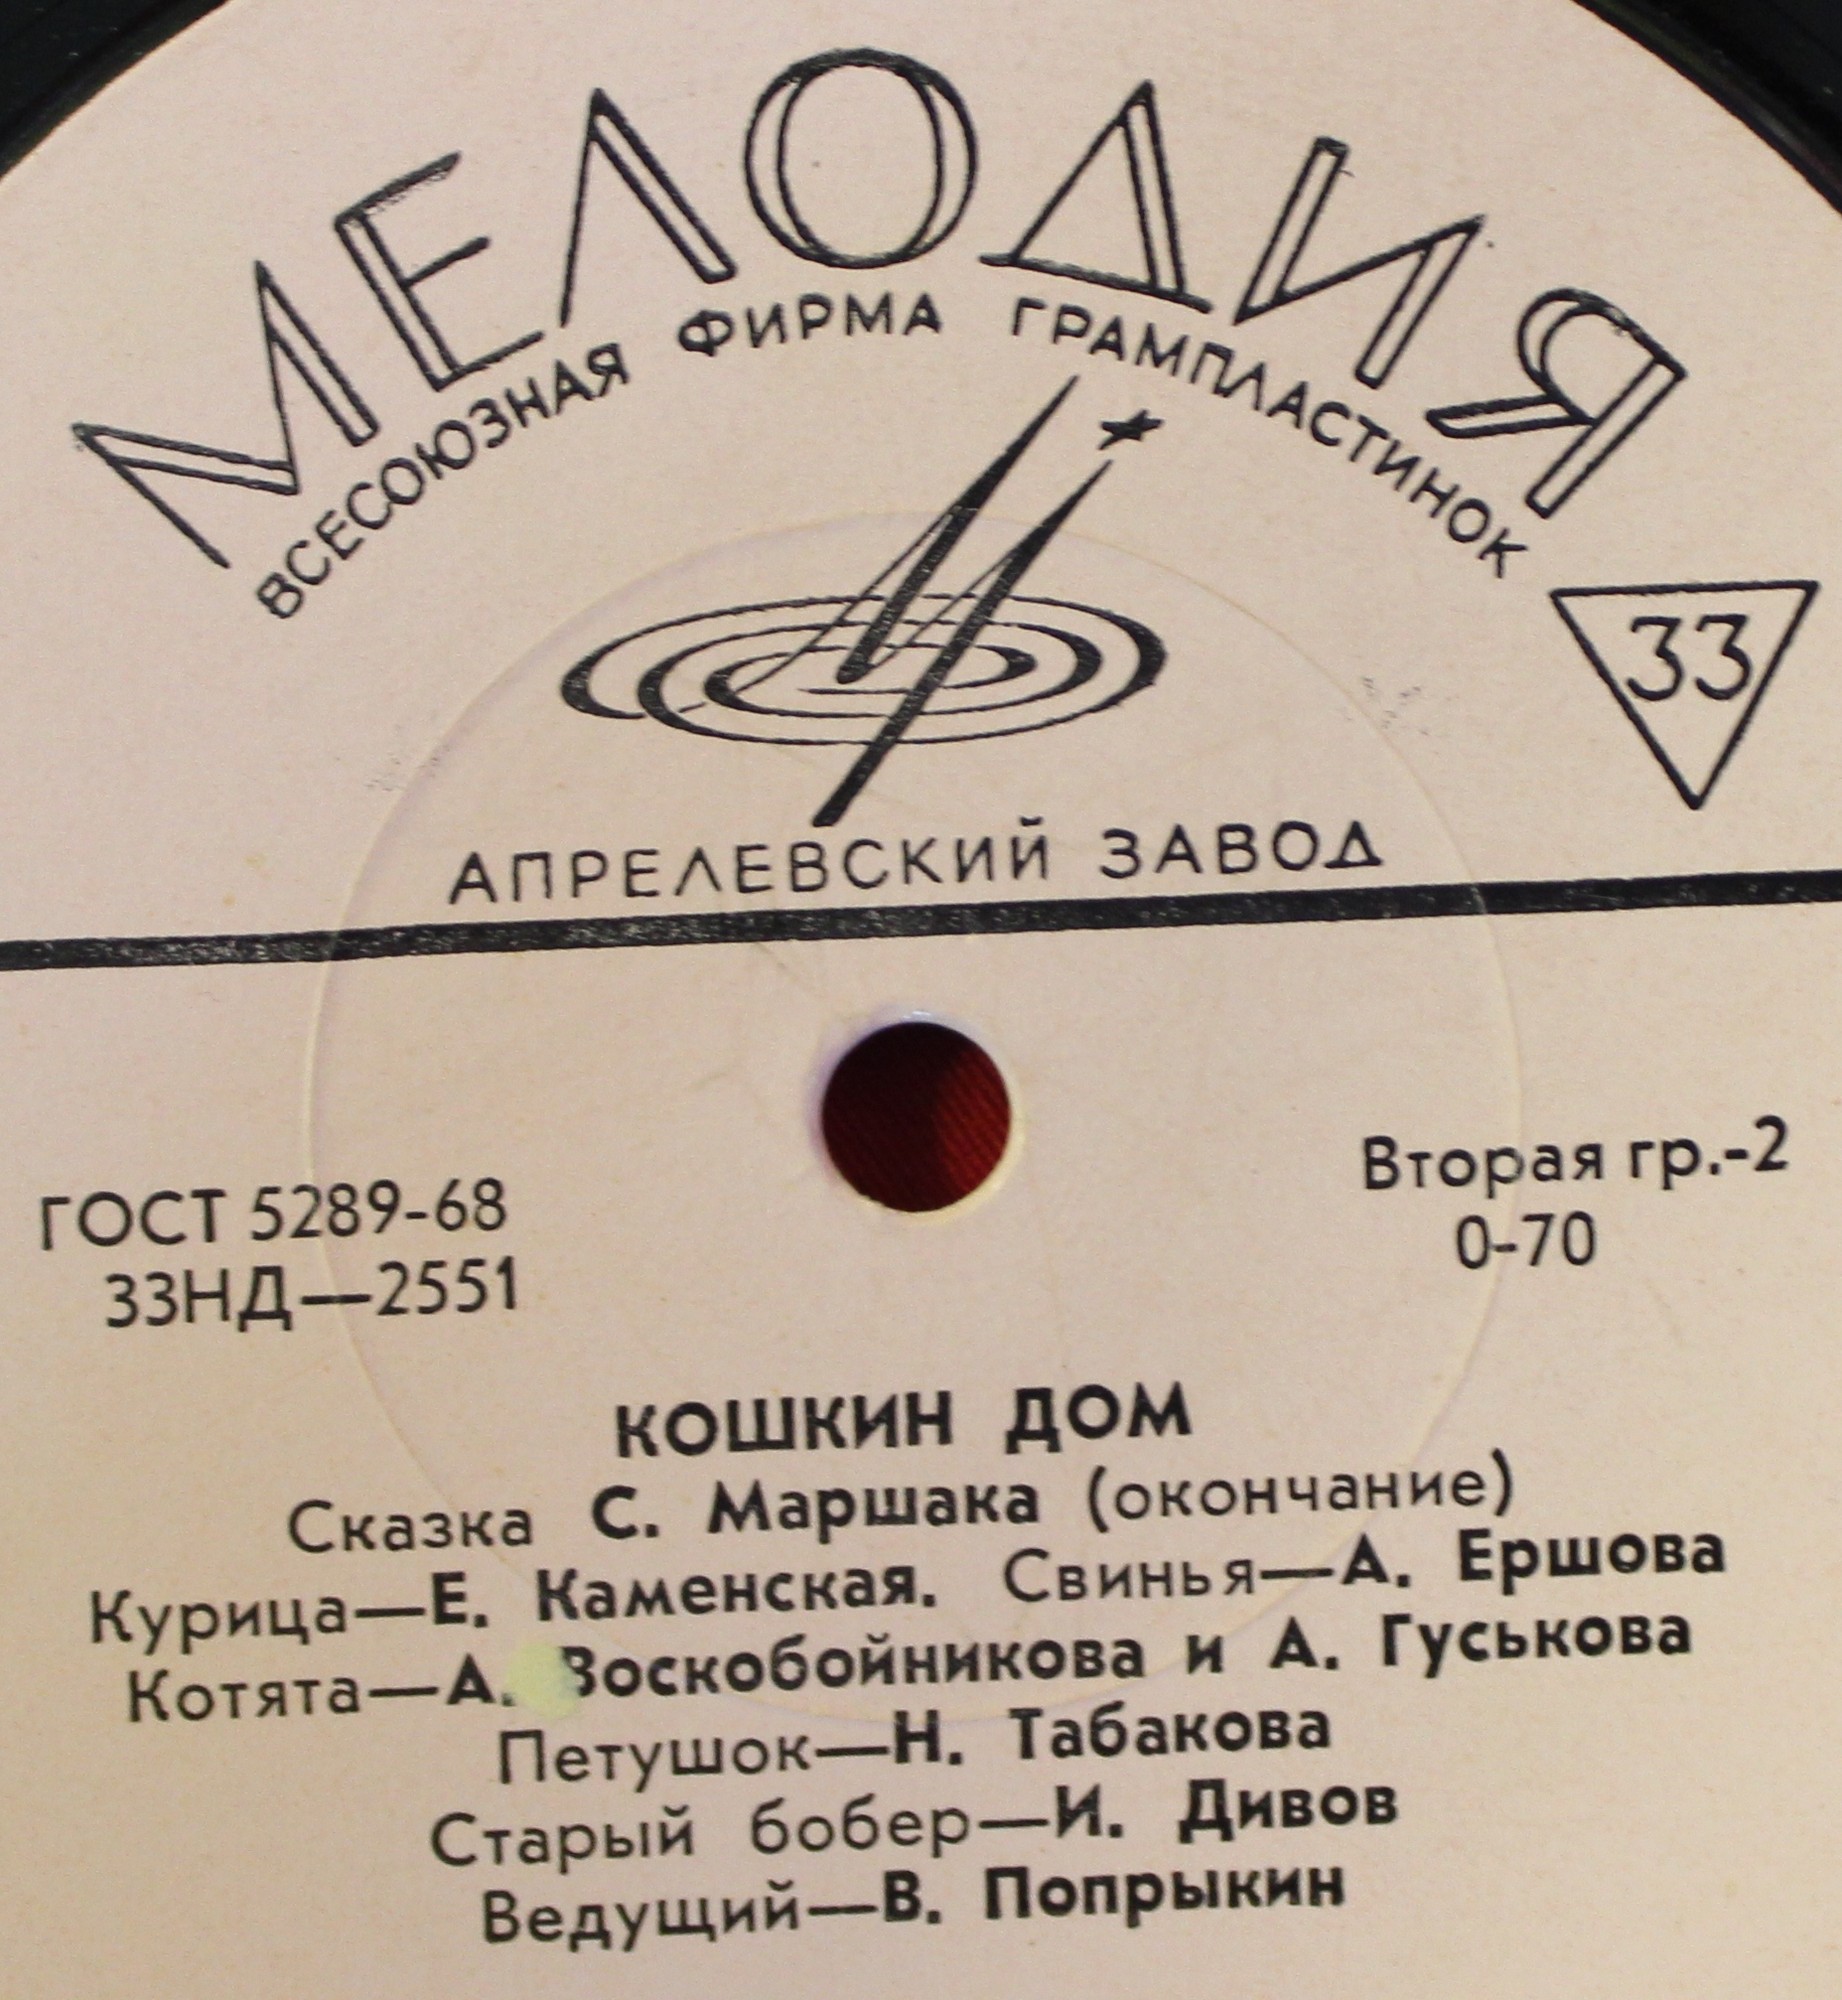 МЕЛОДИЯ
ВСЕСОЮЗНАЯ ФИРМА ГРАМПЛАСТИНОК
33
АПРЕЛЕВСКИЙ ЗАВОД
ГОСТ 5289-68
33НД—2551
Вторая гр.-2
0-70
КОШКИН ДОМ
Сказка С. Маршака (окончание)
Курица—Е. Каменская. Свинья—А. Ершова
Котята—А. Воскобойникова и А. Гуськова
Петушок—Н. Табакова
Старый бобер—И. Дивов
Ведущий—В. Попрыкин